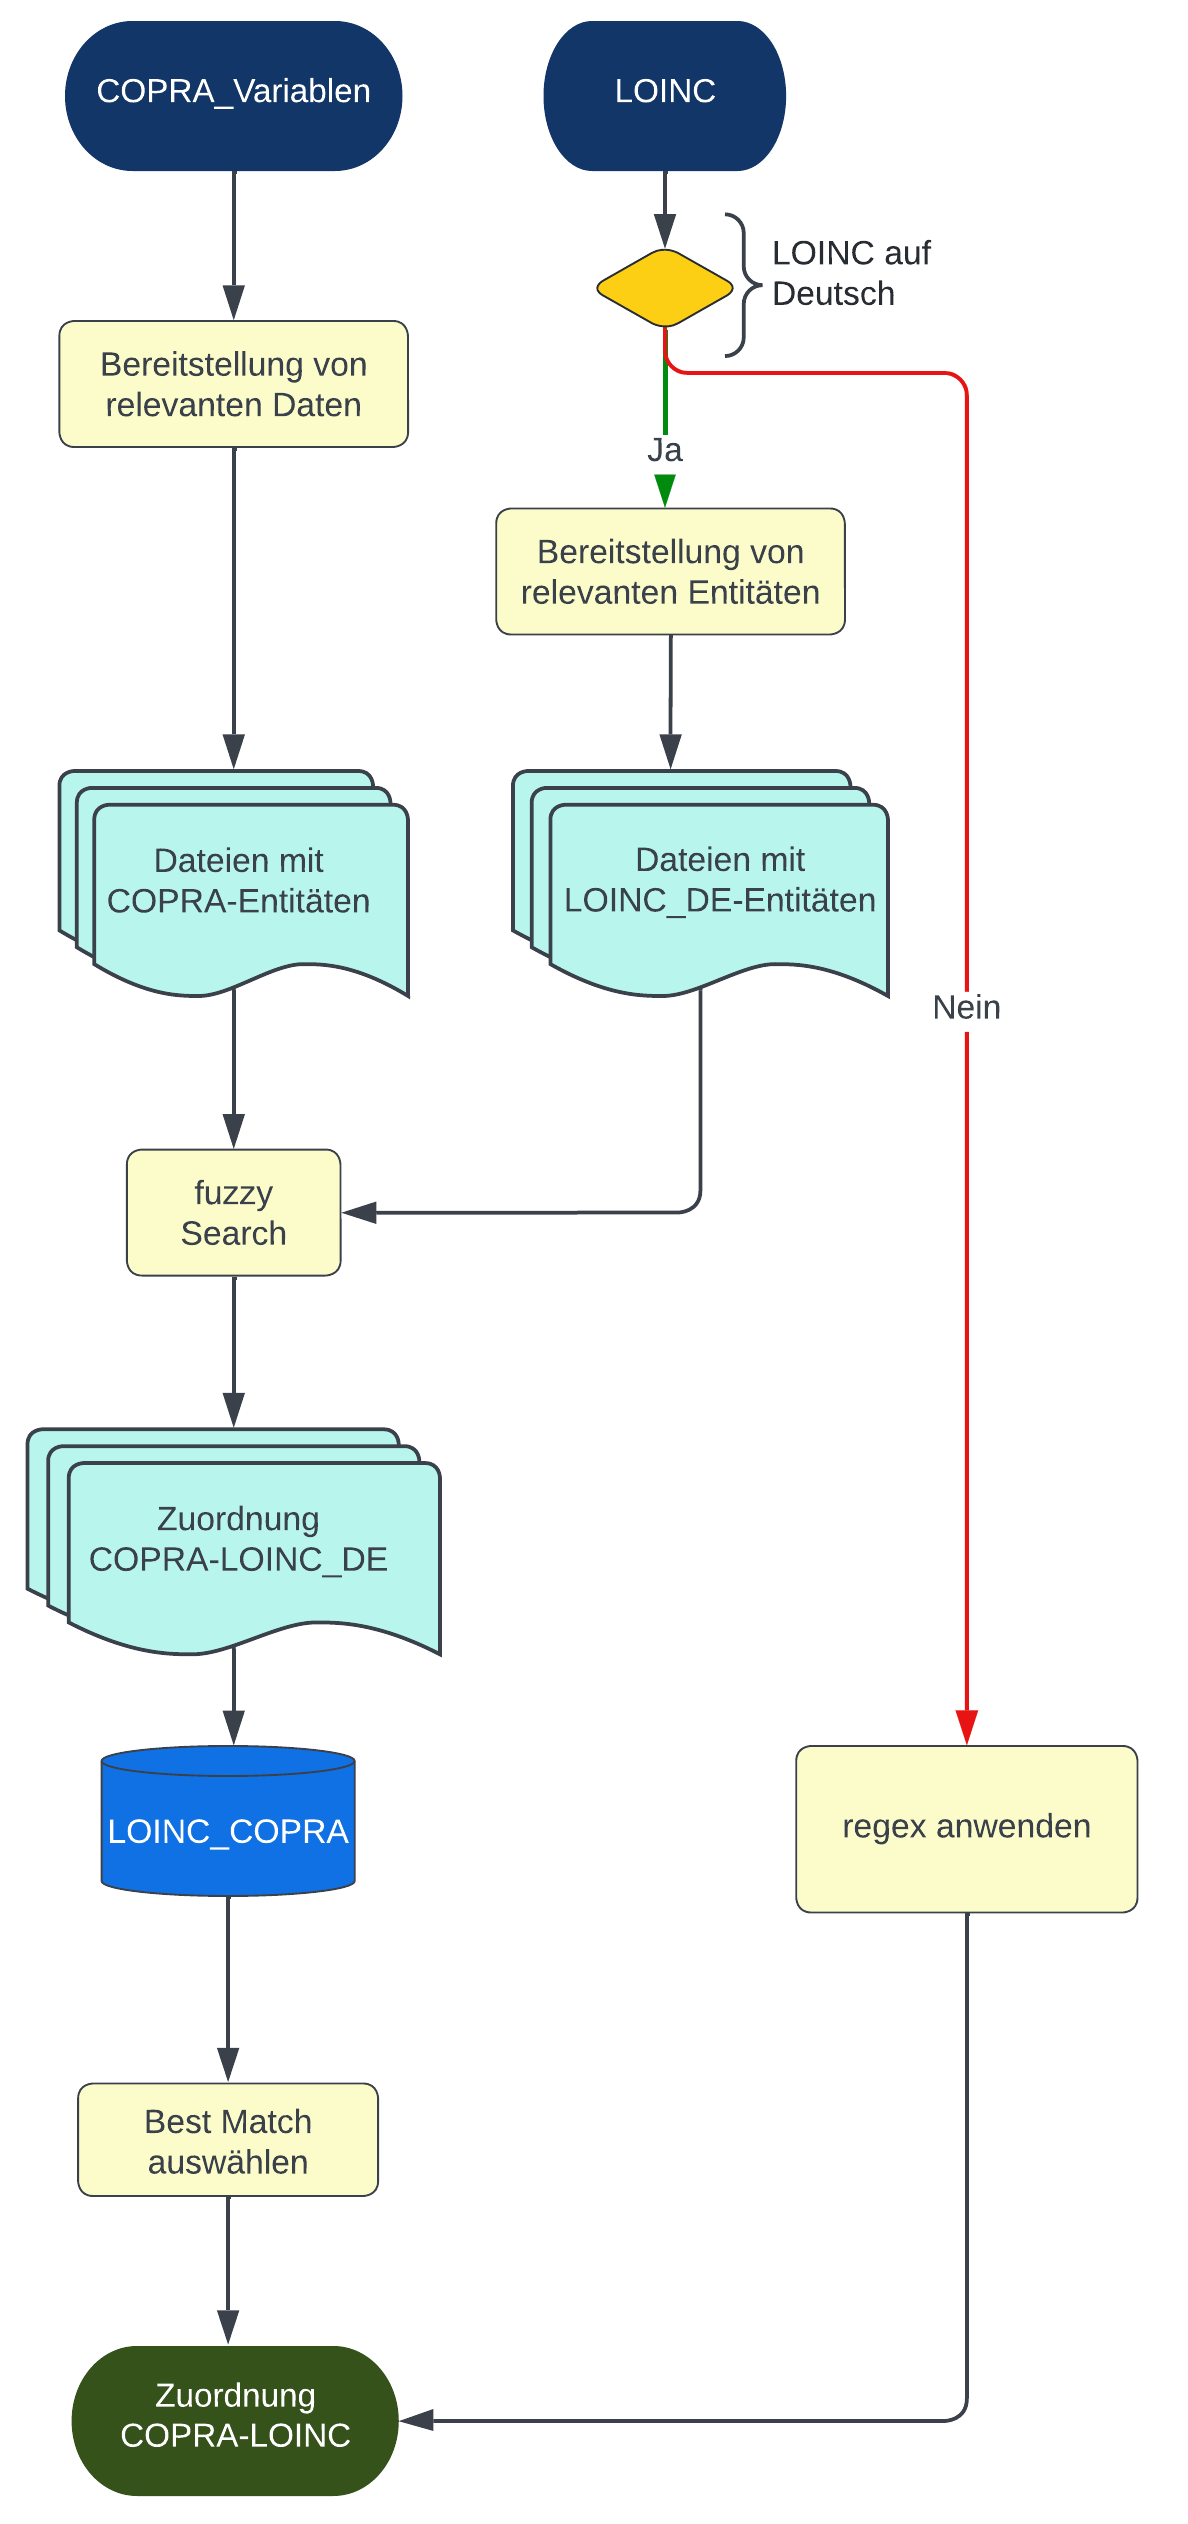 COPRA_Variablen
LOINC
LOINC auf
Deutsch
Bereitstellung von
relevanten Daten
Ja
Bereitstellung von
relevanten Entitäten
Dateien mit
COPRA-Entitäten
Dateien mit
LOINC_DE-Entitäten
Nein
fuzzy
Search
Zuordnung
COPRA-LOINC_DE
LOINC_COPRA
regex anwenden
Best Match
auswählen
Zuordnung
COPRA-LOINC